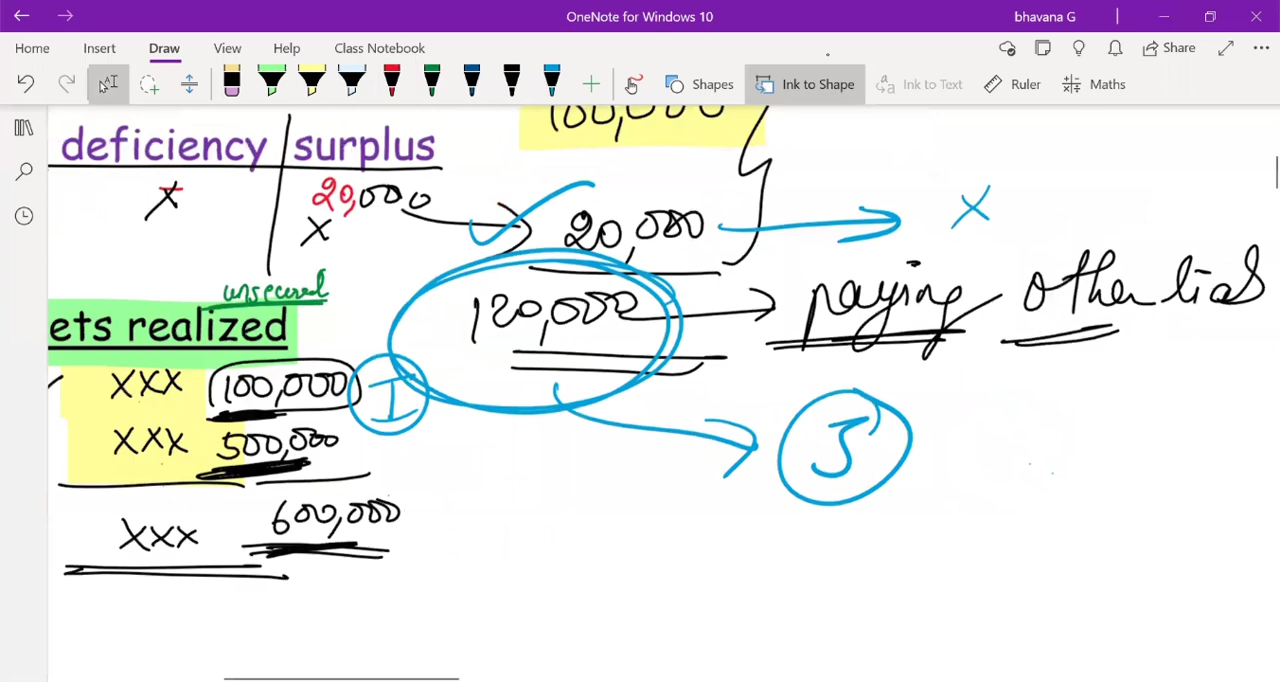 OneNote for Windows 10
bhavana G
Home Insert Draw View Help Class Notebook
Share
Shapes Ink to Shape Ink to Text Ruler Maths
100,000
deficiency surplus
X 20,000
X
20,000 X
unsecured
120,000 paying other liab
ets realized
XXX 100,000 I
XXX 500,000
XXX 600,000